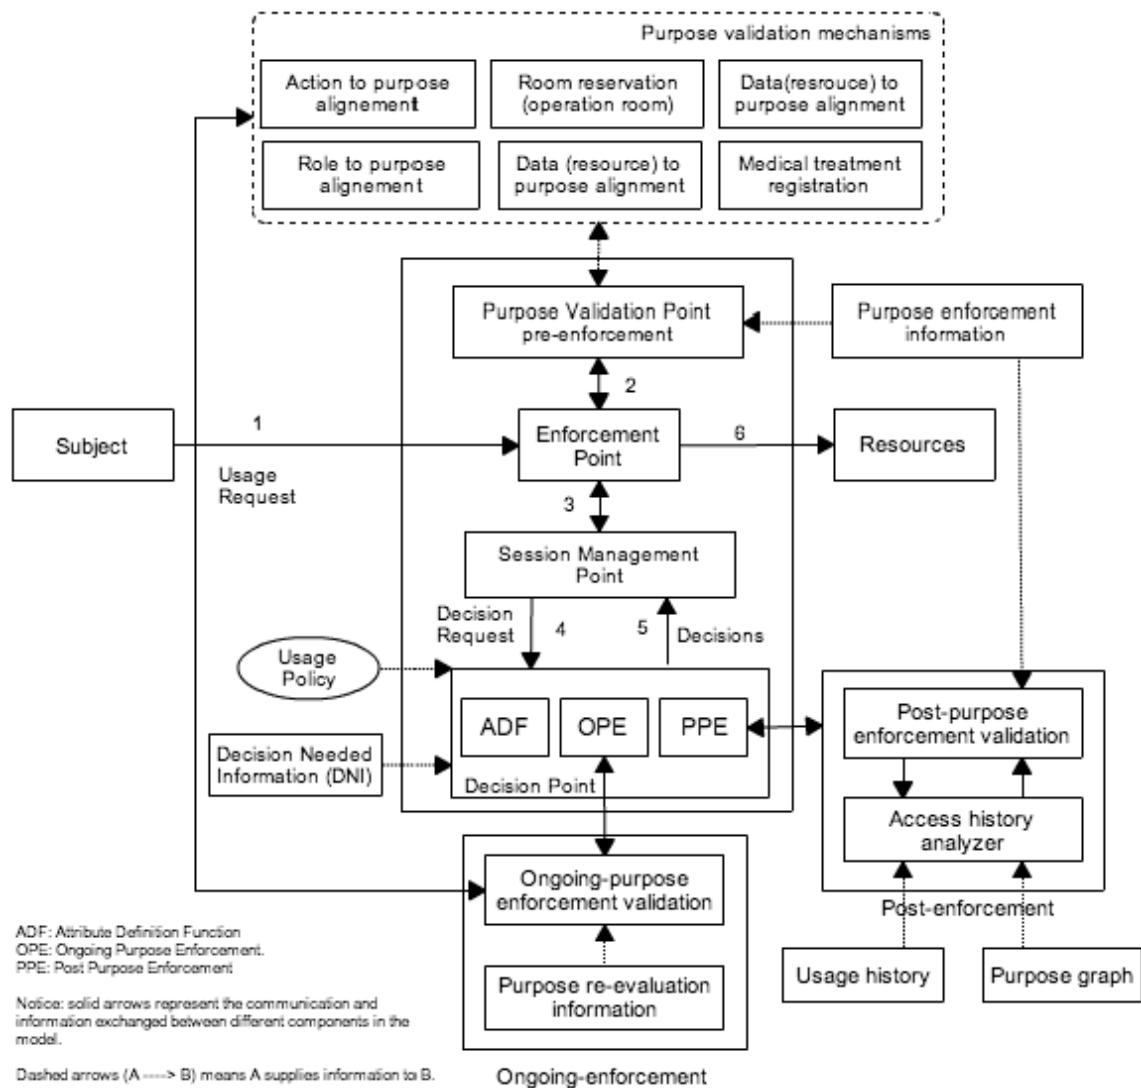 Purpose validation mechanisms
Action to purpose
alignement
Room reservation
(operation room)
Data(resrouce) to
purpose alignment
Role to purpose
alignement
Data (resource) to
purpose alignment
Medical treatment
registration
Purpose Validation Point
pre-enforcement
Purpose enforcement
information
2
Subject
1
Usage
Request
Enforcement
Point
6
Resources
3
Session Management
Point
Decision
Request
4
5
Decisions
Usage
Policy
ADF
OPE
PPE
Decision Needed
Information (DNI)
Decision Point
Post-purpose
enforcement validation
Access history
analyzer
Post-enforcement
Ongoing-purpose
enforcement validation
Purpose re-evaluation
information
Ongoing-enforcement
Usage history
Purpose graph
ADF: Attribute Definition Function
OPE: Ongoing Purpose Enforcement.
PPE: Post Purpose Enforcement
Notice: solid arrows represent the communication and
information exchanged between different components in the
model.
Dashed arrows (A ----> B) means A supplies information to B.